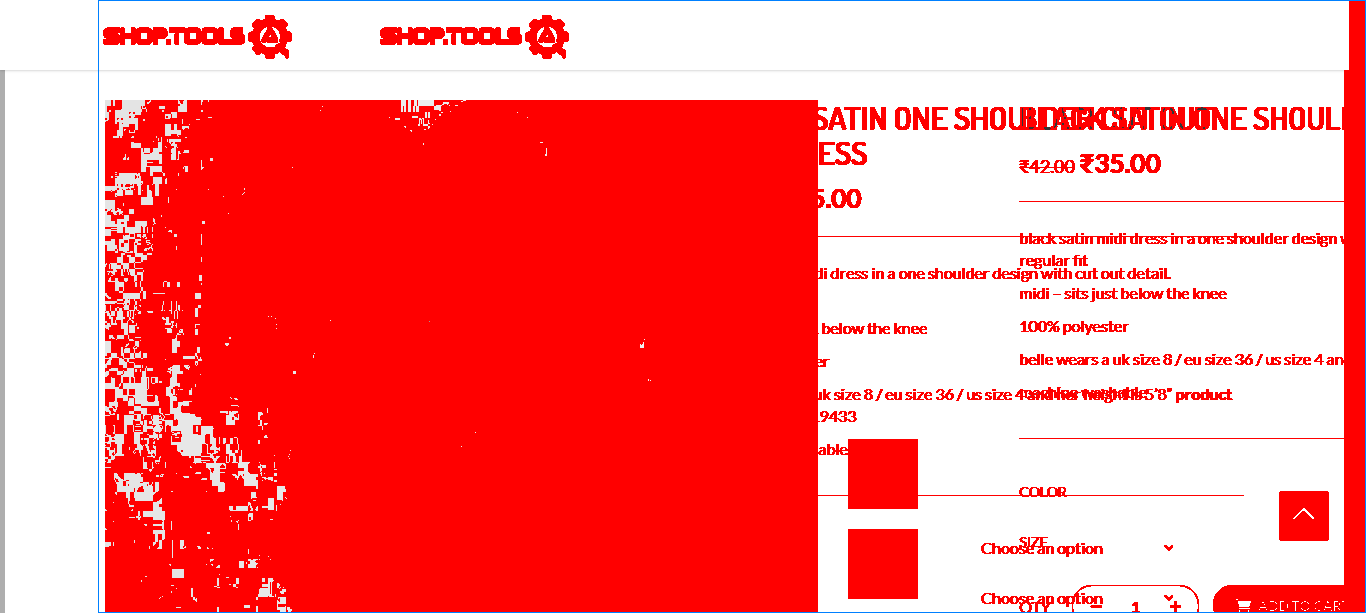 SHOP.TOOLS SHOP.TOOLS
SATIN ONE SHOULDER CUT OUT
ESS
5.00
BLACK SATIN ONE SHOUL
₹42.00 ₹35.00
di dress in a one shoulder design with cut out detail.
below the knee
er
uk size 8 / eu size 36 / us size 4 and her height is 5'8" product
19433
able
black satin midi dress in a one shoulder design w
regular fit
midi – sits just below the knee
100% polyester
belle wears a uk size 8 / eu size 36 / us size 4 an
machine washable
COLOR
SIZE
Choose an option
Choose an option
QTY
− 1 +
ADD TO CART